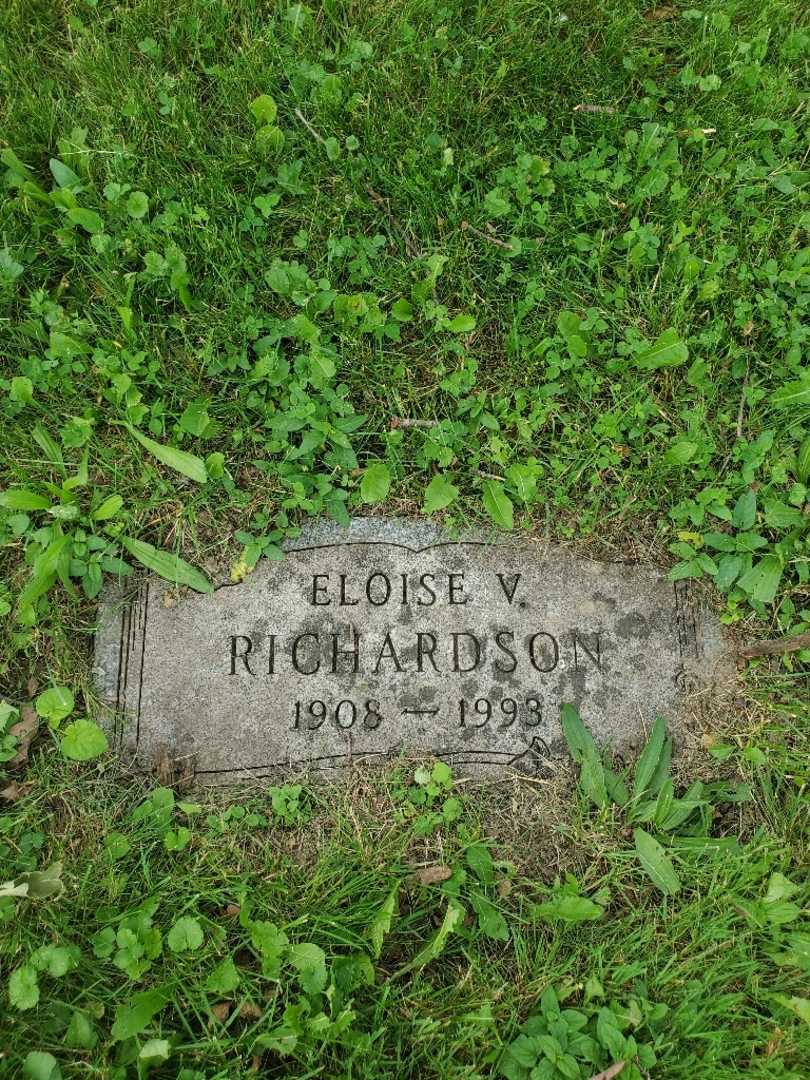 ELOISE V.
RICHARDSON
1908 — 1993